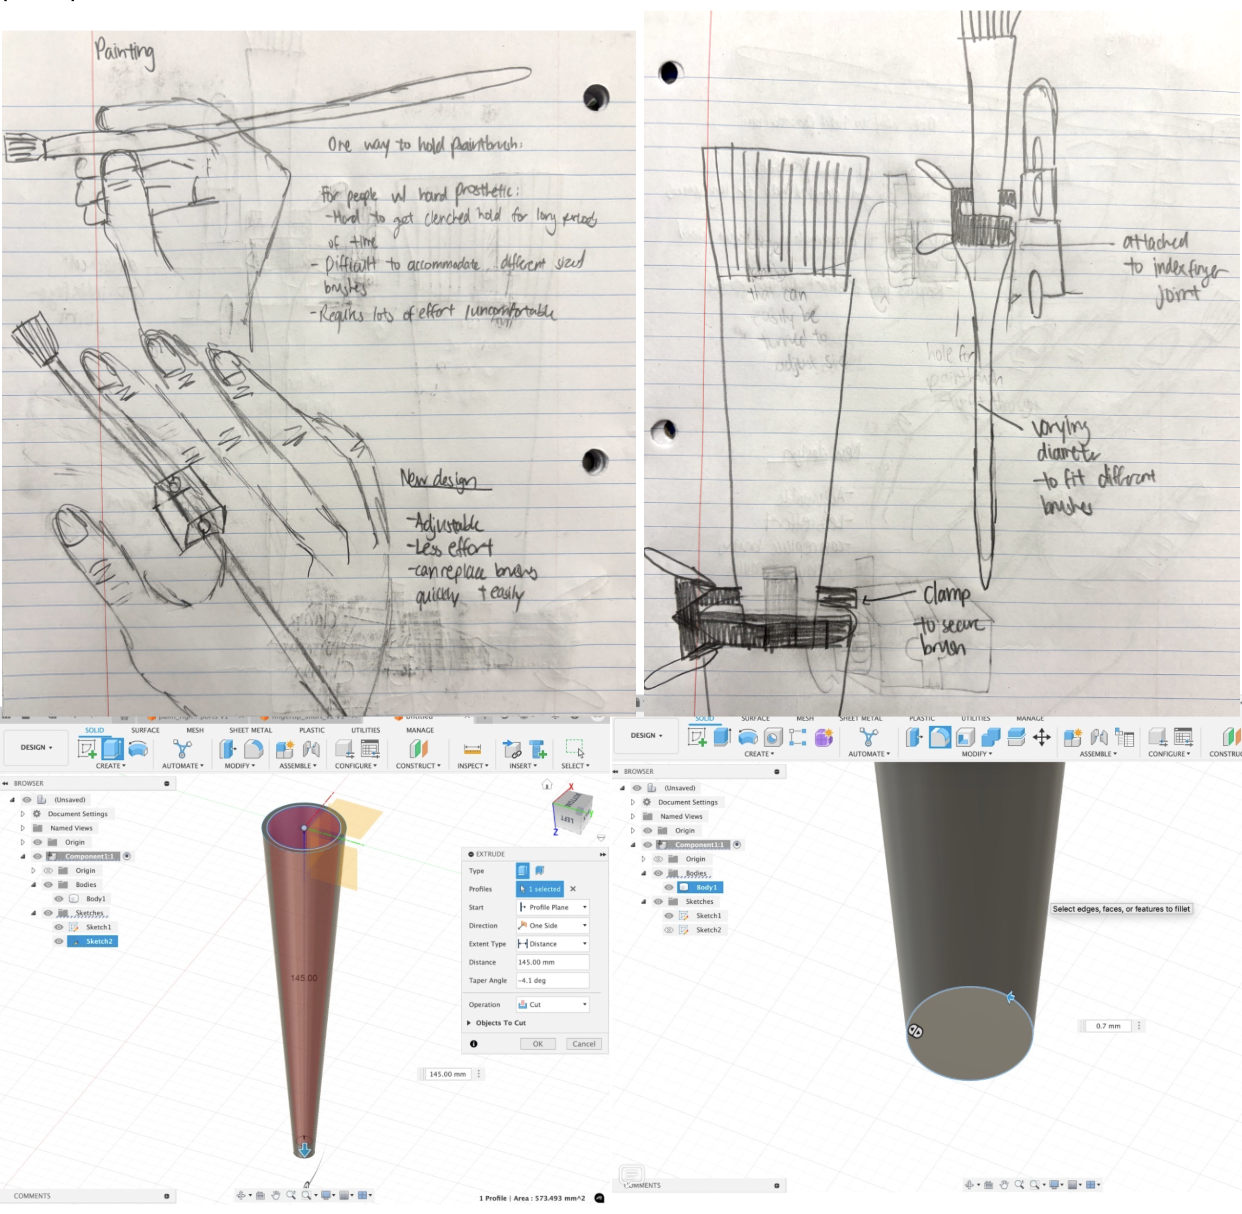 Painting
One way to hold paintbrush:
For people w/ hand prosthetic:
-Hard to get clenched hold for long periods
of time
- Difficult to accommodate different sized
brushes
- Requires lots of effort /uncomfortable
New design
-Adjustable
-Less effort
-can replace brushes
quickly + easily
attached
to index finger
joint
that can
easily be
turned to
adjust size
hole for
paintbrush
varying
diameter
to fit different
brushes
clamp
to secure
brush
Untitled
SOLID SURFACE MESH SHEET METAL PLASTIC UTILITIES MANAGE
DESIGN
CREATE AUTOMATE MODIFY ASSEMBLE CONFIGURE CONSTRUCT INSPECT INSERT SELECT
BROWSER
(Unsaved)
Document Settings
Named Views
Origin
Component1:1
Origin
Bodies
Body1
Sketches
Sketch1
Sketch2
BOTTOM
LEFT
X
Z
EXTRUDE
Type
Profiles 1 selected
Start Profile Plane
Direction One Side
Extent Type Distance
Distance 145.00 mm
Taper Angle -4.1 deg
Operation Cut
Objects To Cut
OK Cancel
145.00
145.00 mm
COMMENTS
1 Profile | Area : 573.493 mm^2
SOLID SURFACE MESH SHEET METAL PLASTIC UTILITIES MANAGE
DESIGN
CREATE AUTOMATE MODIFY ASSEMBLE CONFIGURE CONSTRU
BROWSER
(Unsaved)
Document Settings
Named Views
Origin
Component1:1
Origin
Bodies
Body1
Sketches
Sketch1
Sketch2
Select edges, faces, or features to fillet
0.7 mm
COMMENTS